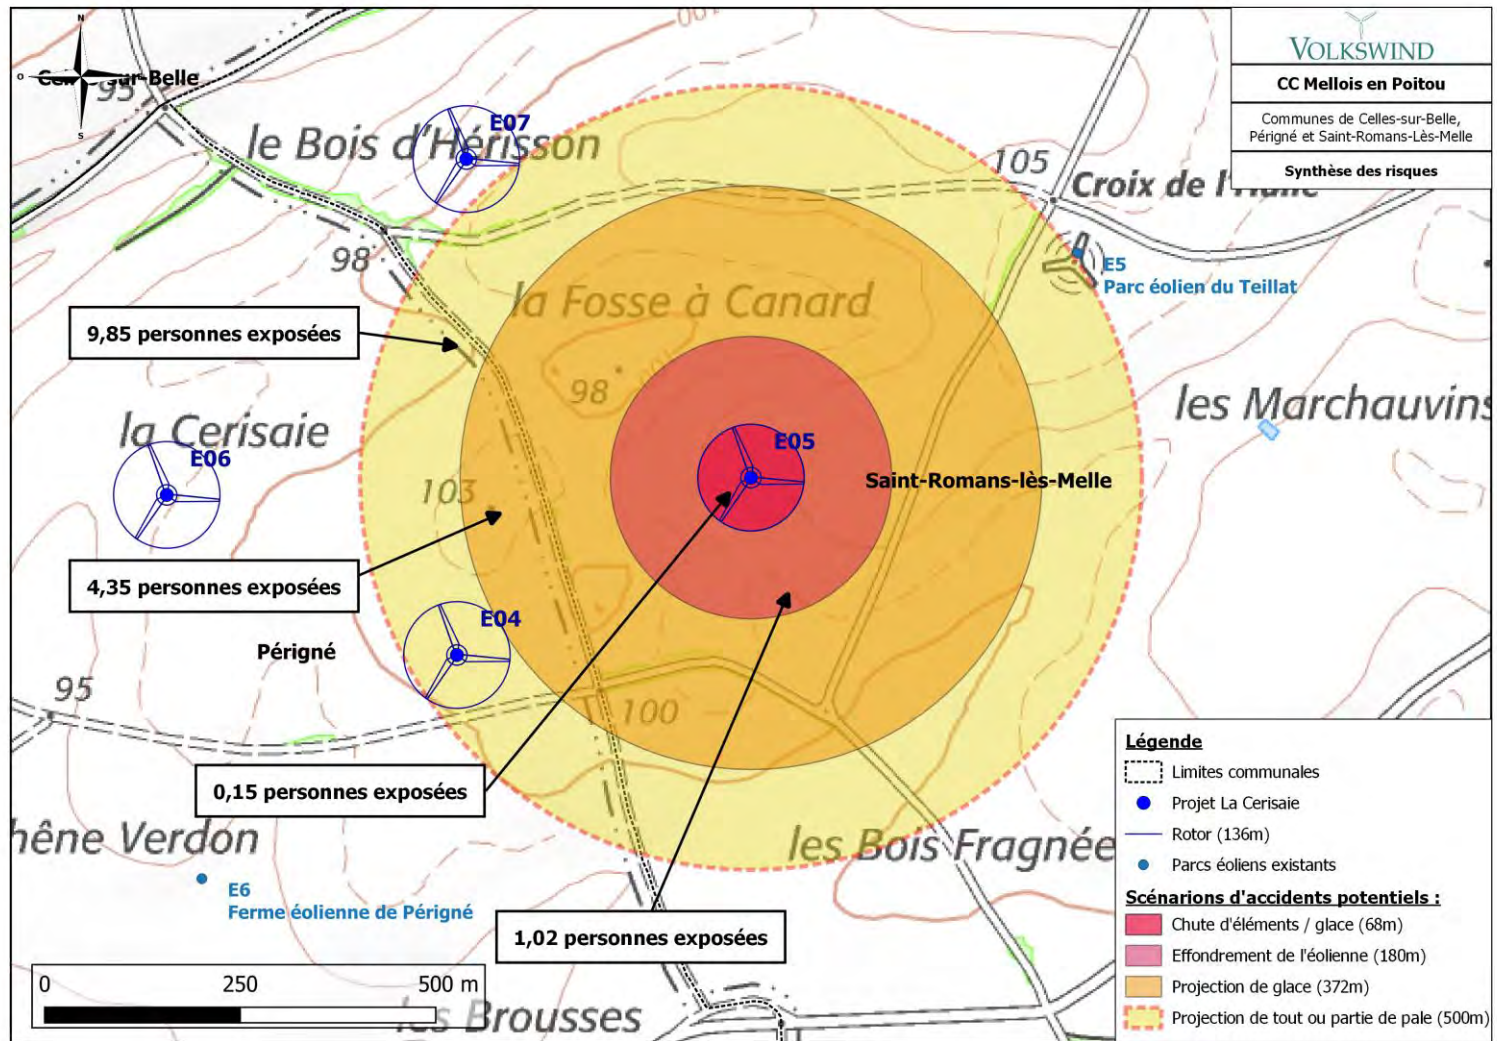 N
O
S
95
le Bois d'Hérisson
E07
VOLKSWIND
CC Mellois en Poitou
Communes de Celles-sur-Belle,
Périgné et Saint-Romans-Lès-Melle
Synthèse des risques
100
105
98
E5
Parc éolien du Teillat
la Fosse à Canard
9,85 personnes exposées
98
la Cerisaie
les Marchauvins
E06
E05
103
Saint-Romans-lès-Melle
4,35 personnes exposées
E04
Périgné
95
100
0,15 personnes exposées
hêne Verdon
les Bois Fragnée
E6
Ferme éolienne de Périgné
1,02 personnes exposées
0 250 500 m
les Brousses
Légende
Limites communales
Projet La Cerisaie
Rotor (136m)
Parcs éoliens existants
Scénarions d'accidents potentiels :
Chute d'éléments / glace (68m)
Effondrement de l'éolienne (180m)
Projection de glace (372m)
Projection de tout ou partie de pale (500m)